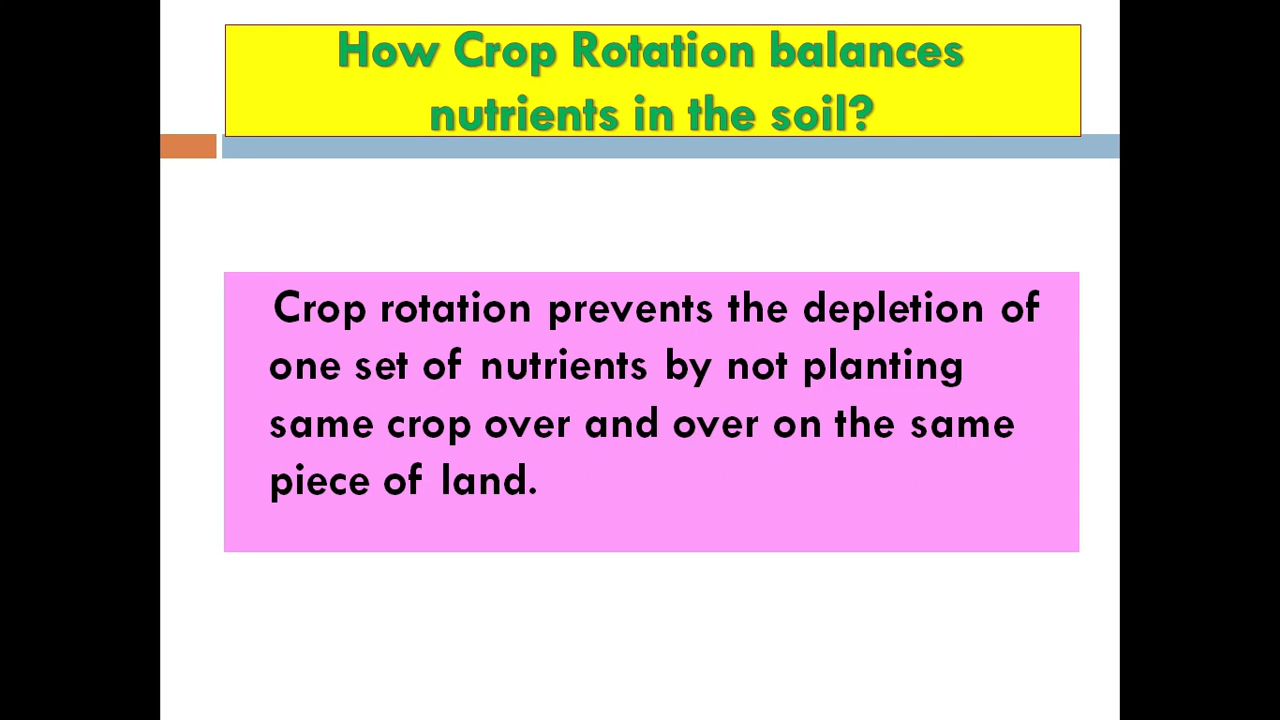 How Crop Rotation balances
nutrients in the soil?
Crop rotation prevents the depletion of
one set of nutrients by not planting
same crop over and over on the same
piece of land.